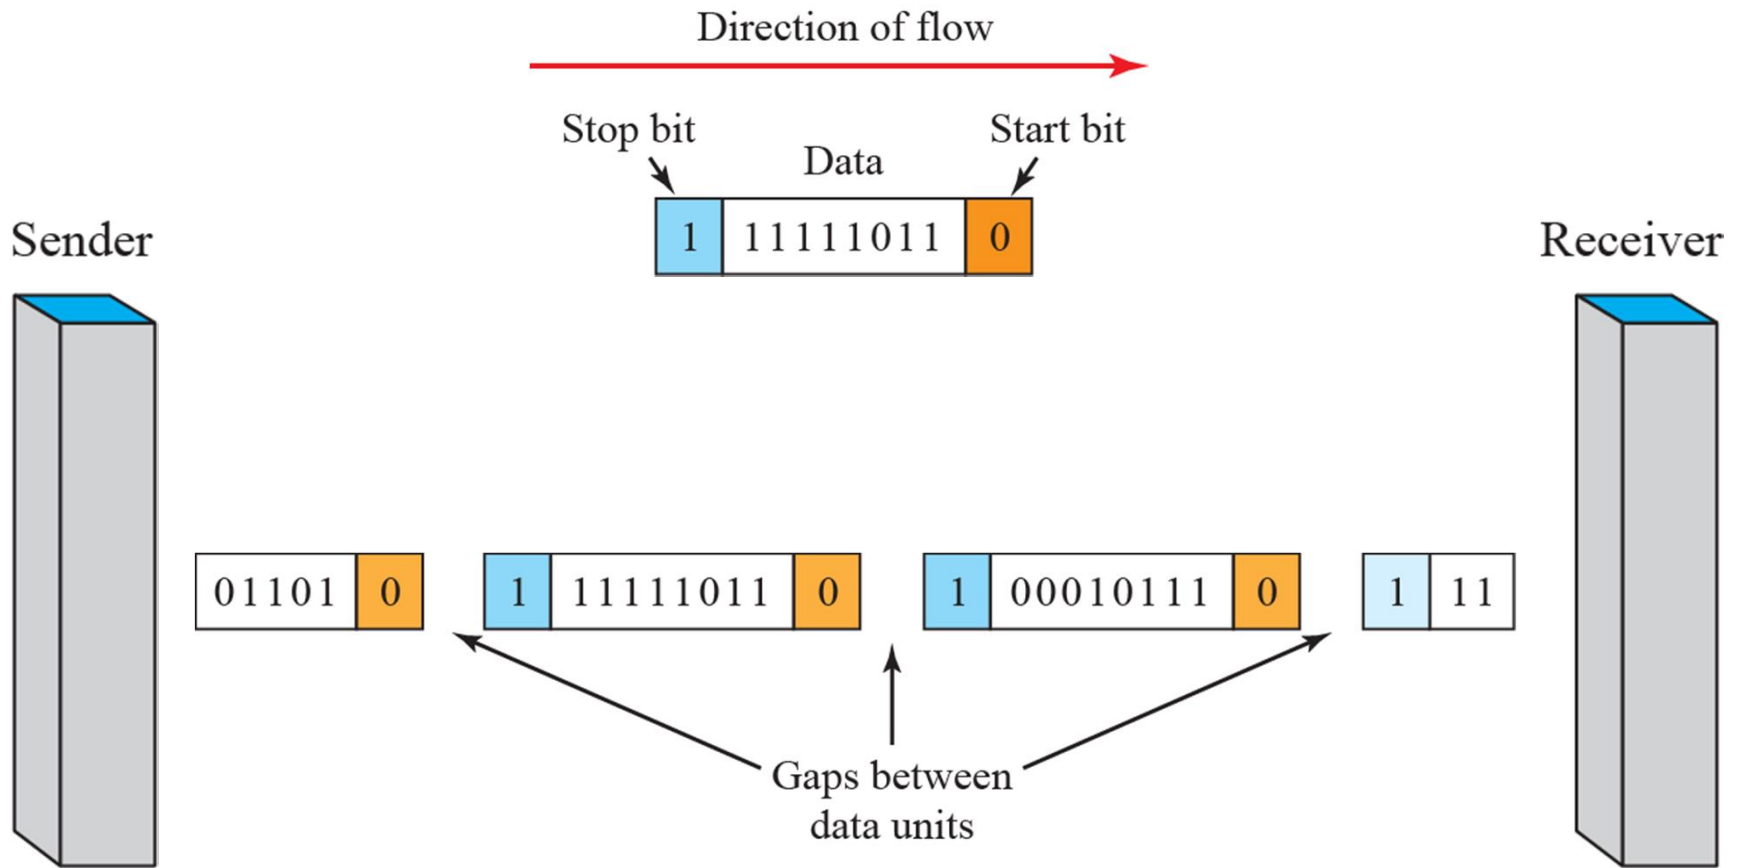 Direction of flow
Stop bit
Start bit
Data
1 11111011 0
Sender
Receiver
01101 0 1 11111011 0 1 00010111 0 1 11
Gaps between
data units